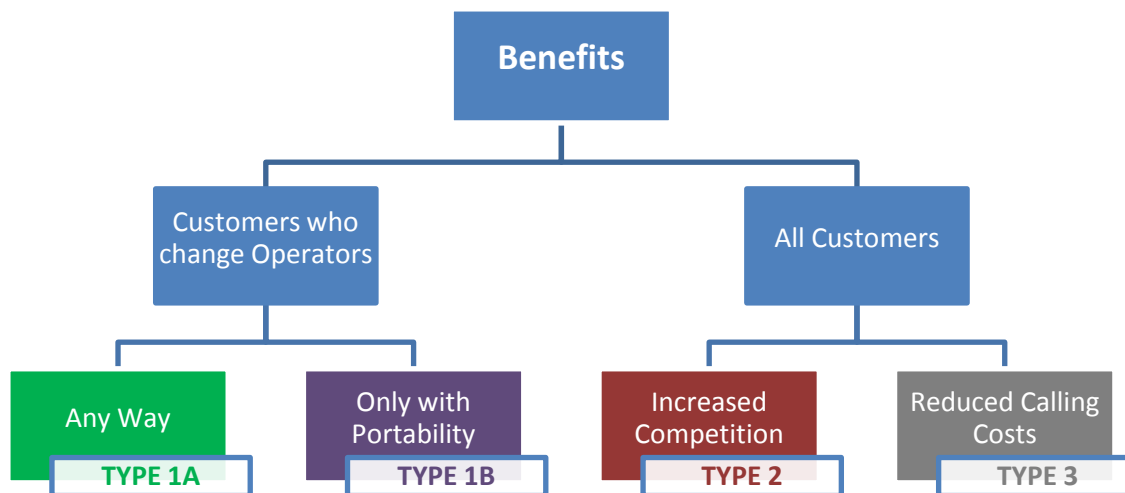 Benefits
Customers who
change Operators
All Customers
Any Way
TYPE 1A
Only with
Portability
TYPE 1B
Increased
Competition
TYPE 2
Reduced Calling
Costs
TYPE 3